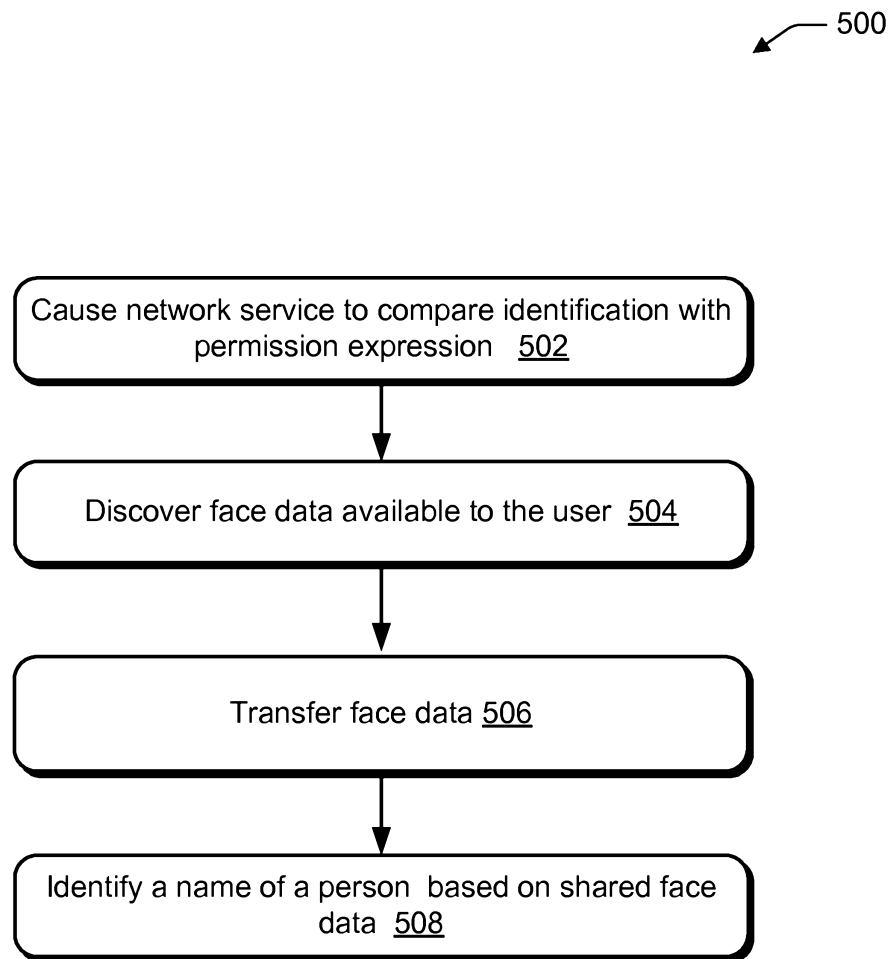 500
Cause network service to compare identification with
permission expression 502
Discover face data available to the user 504
Transfer face data 506
Identify a name of a person based on shared face
data 508